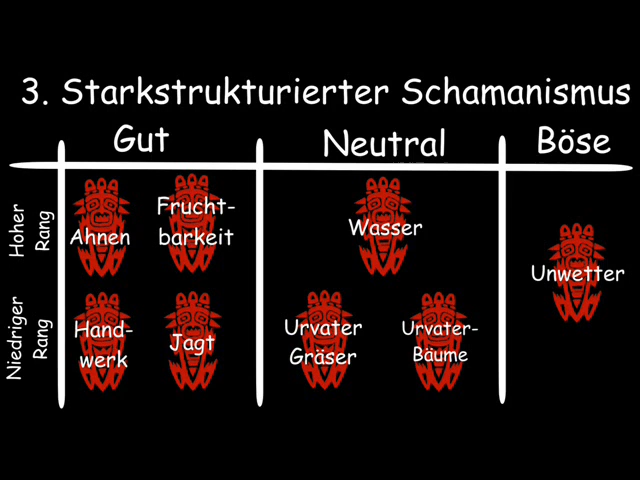 3. Starkstrukturierter Schamanismus
Gut
Neutral
Böse
Hoher
Rang
Ahnen
Frucht-
barkeit
Wasser
Unwetter
Niedriger
Rang
Hand-
werk
Jagt
Urvater
Gräser
Urvater-
Bäume